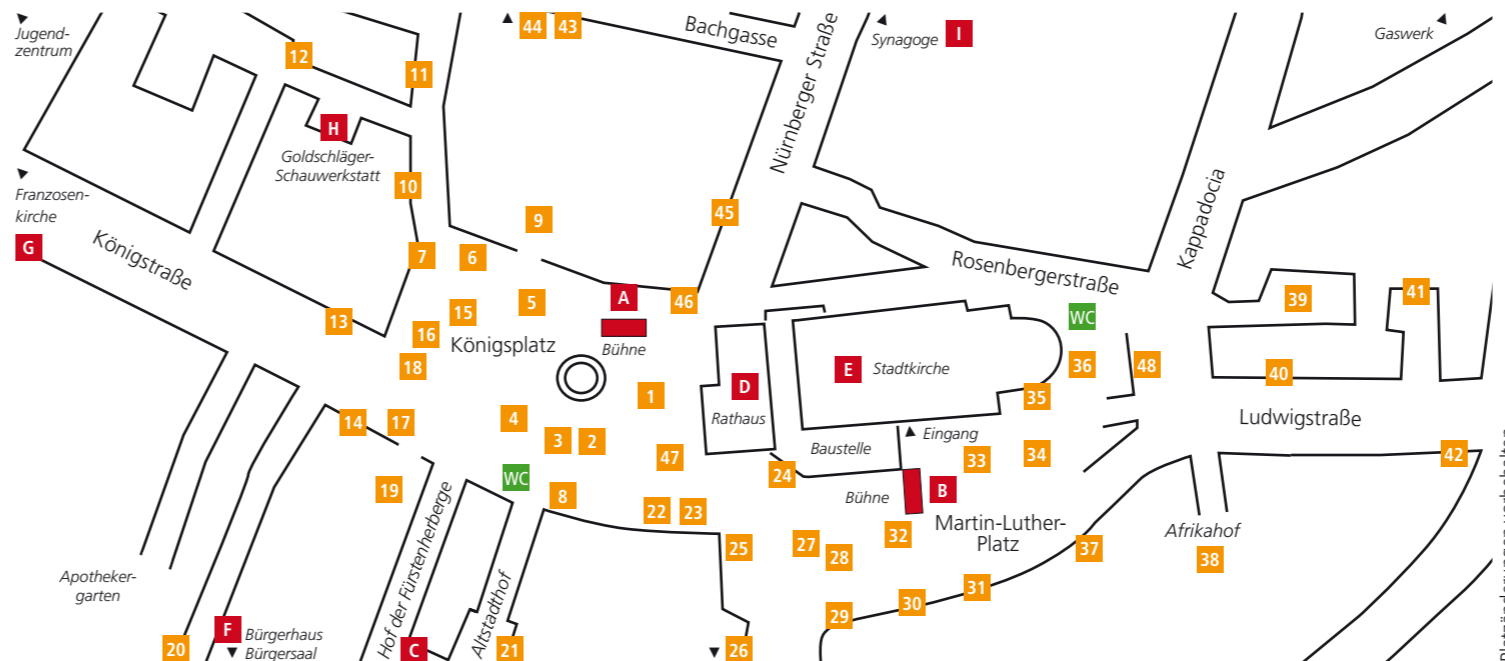 Jugend-
zentrum
12
11
44
43
Bachgasse
Nürnberger Straße
Synagoge
I
Gaswerk
H
Goldschläger-
Schauwerkstatt
10
Franzosen-
kirche
G
Königstraße
9
45
7
6
Kappadocia
Rosenbergerstraße
5
A
46
15
13
16
Königsplatz
Bühne
18
WC
39
41
E
Stadtkirche
36
48
40
D
Rathaus
1
35
Ludwigstraße
14
17
4
3
2
47
Baustelle
Eingang
34
33
42
24
WC
19
8
22
23
Bühne
B
Martin-Luther-
Platz
32
25
27
28
37
Afrikahof
38
Apotheker-
garten
Hof der Fürstenherberge
Altstadthof
31
30
29
F
Bürgerhaus
Bürgersaal
20
C
21
26